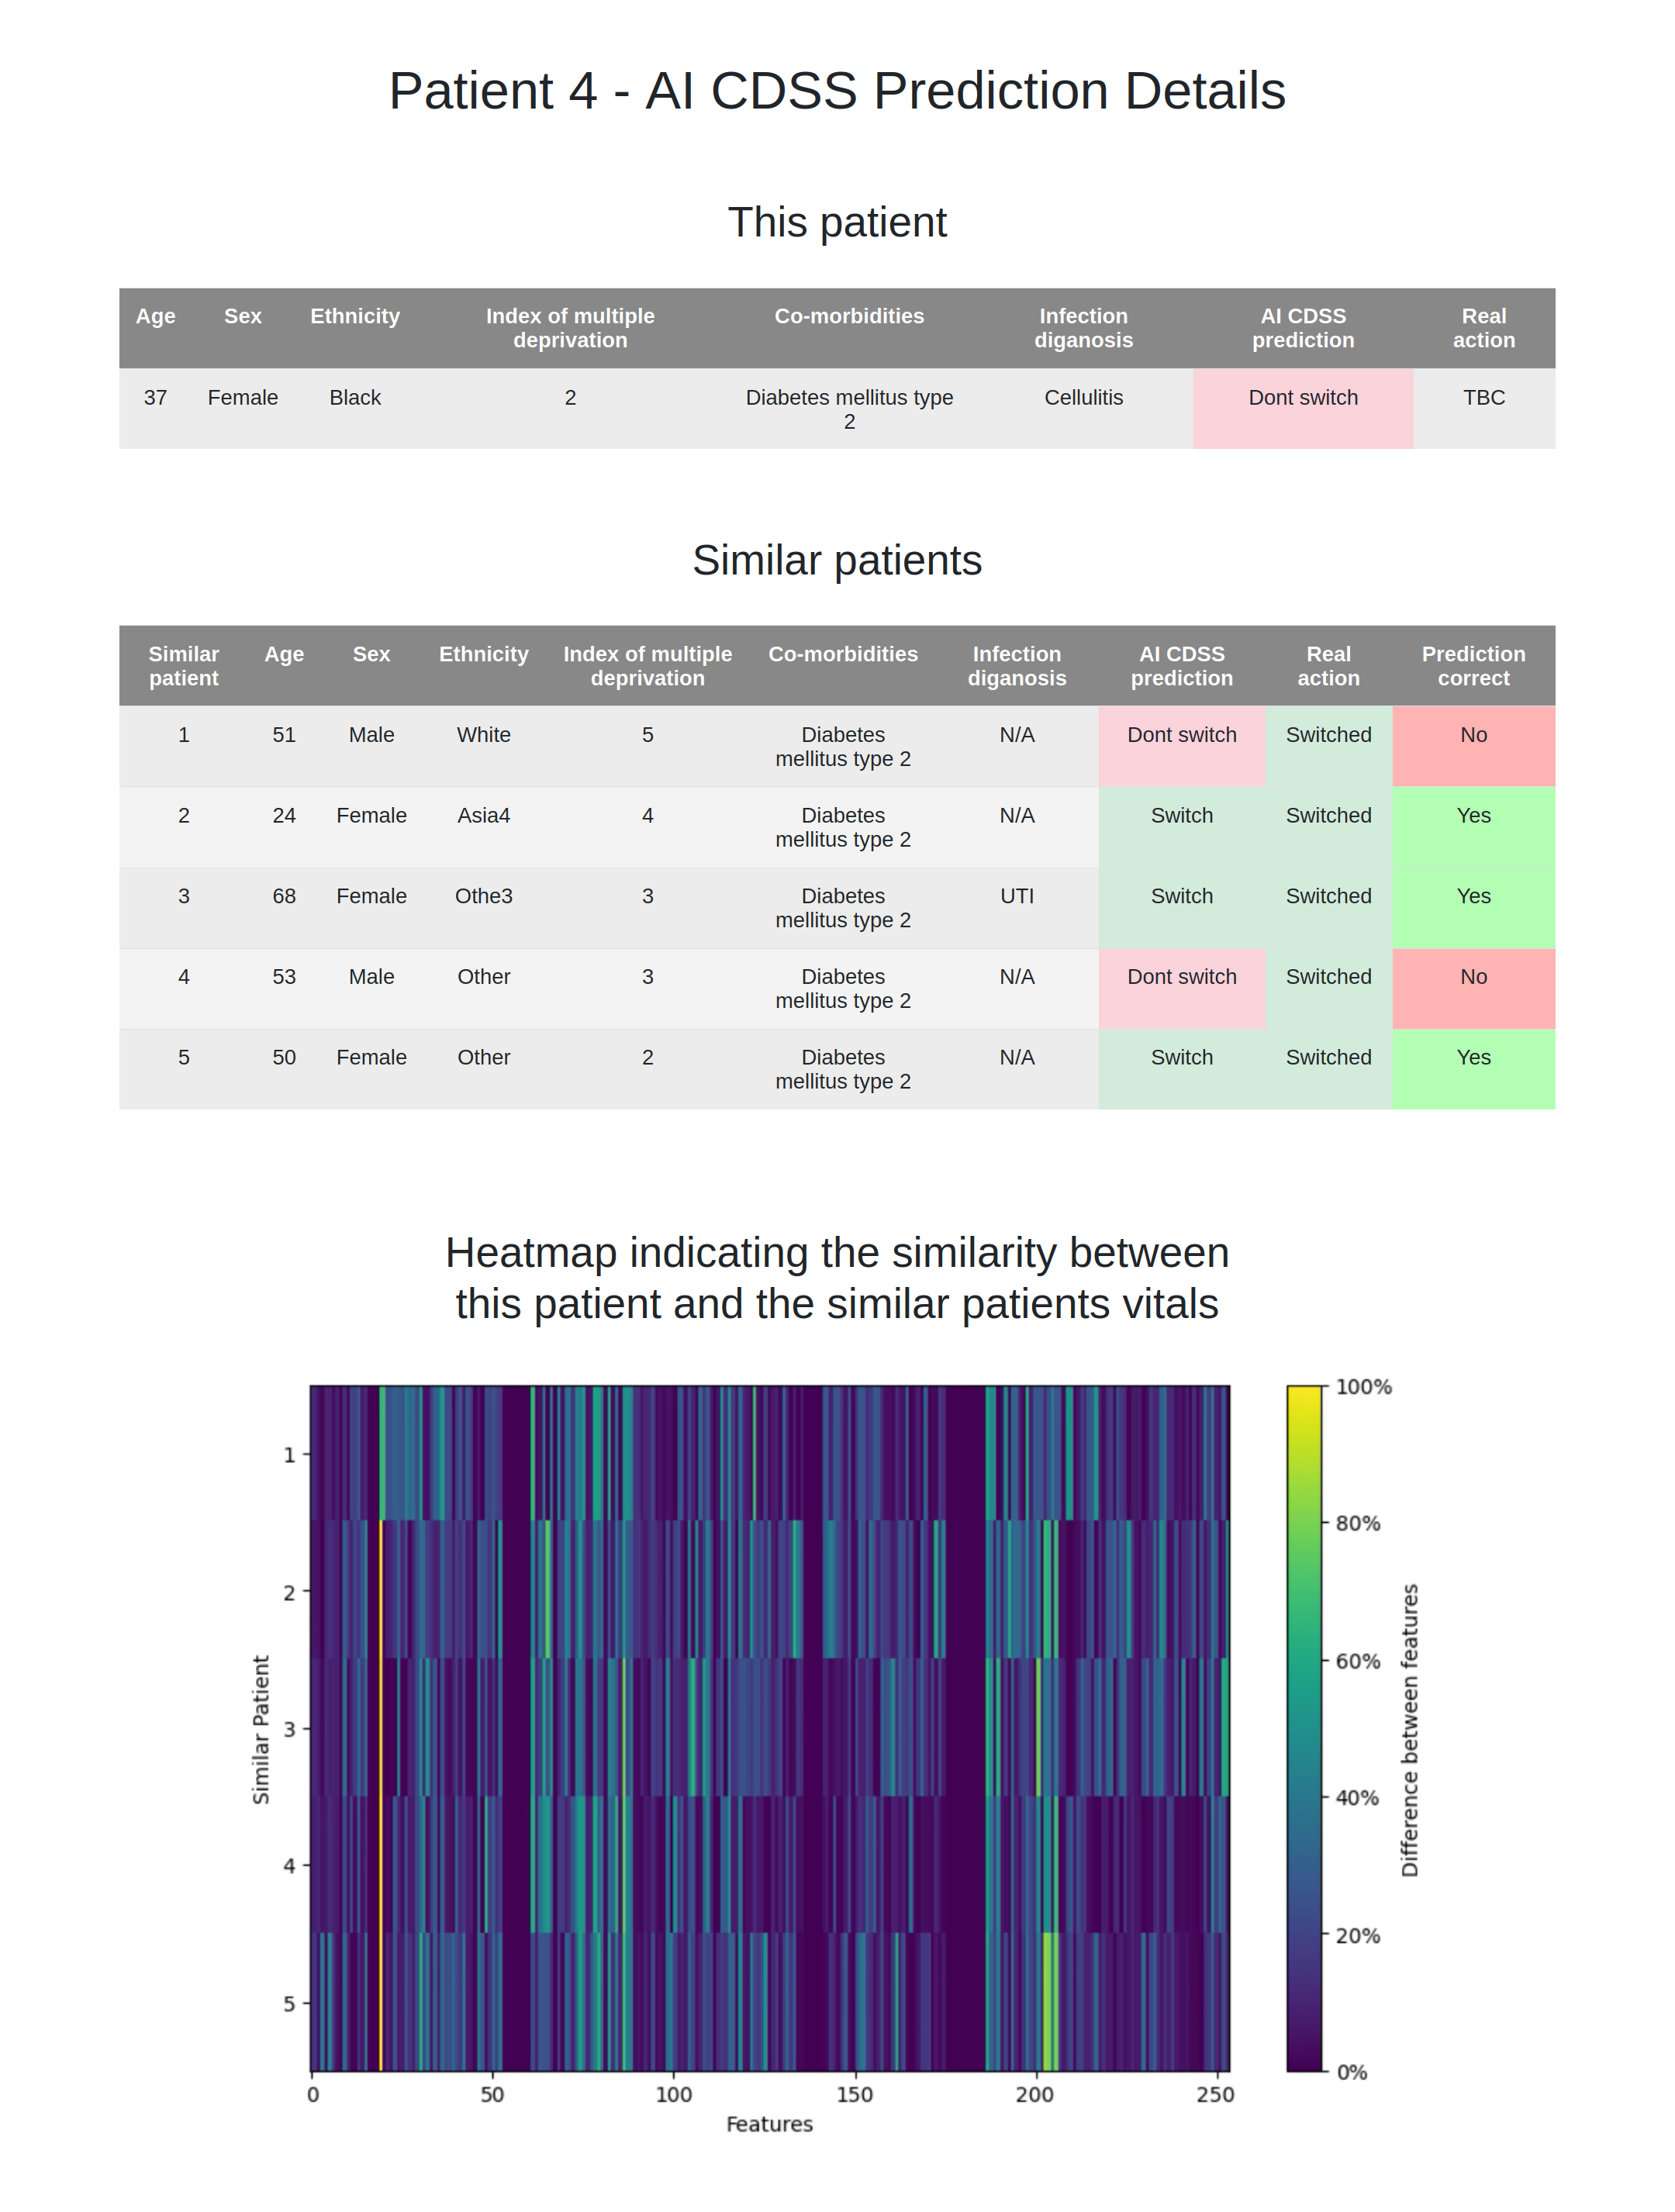 Patient 4 - AI CDSS Prediction Details
This patient
Age Sex Ethnicity Index of multiple deprivation Co-morbidities Infection diganosis AI CDSS prediction Real action
37 Female Black 2 Diabetes mellitus type 2 Cellulitis Dont switch TBC
Similar patients
Similar patient Age Sex Ethnicity Index of multiple deprivation Co-morbidities Infection diganosis AI CDSS prediction Real action Prediction correct
1 51 Male White 5 Diabetes mellitus type 2 N/A Dont switch Switched No
2 24 Female Asia4 4 Diabetes mellitus type 2 N/A Switch Switched Yes
3 68 Female Othe3 3 Diabetes mellitus type 2 UTI Switch Switched Yes
4 53 Male Other 3 Diabetes mellitus type 2 N/A Dont switch Switched No
5 50 Female Other 2 Diabetes mellitus type 2 N/A Switch Switched Yes
Heatmap indicating the similarity between
this patient and the similar patients vitals
Similar Patient
1
2
3
4
5
0 50 100 150 200 250
Features
100%
80%
60%
40%
20%
0%
Difference between features